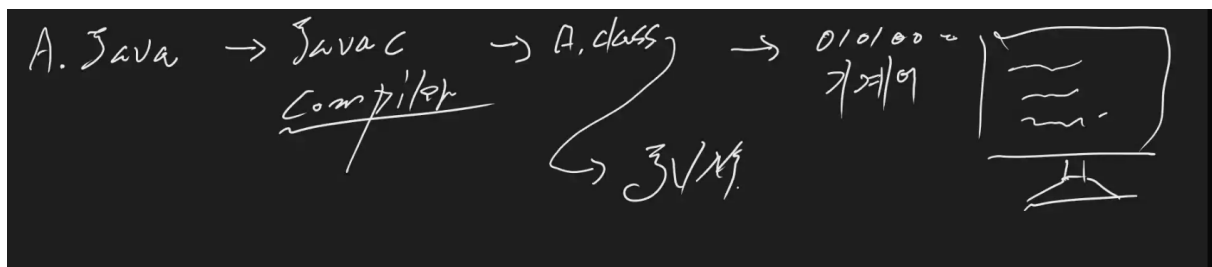 A. Java → Javac → A.class → 010100
compiler
기계어
JVM